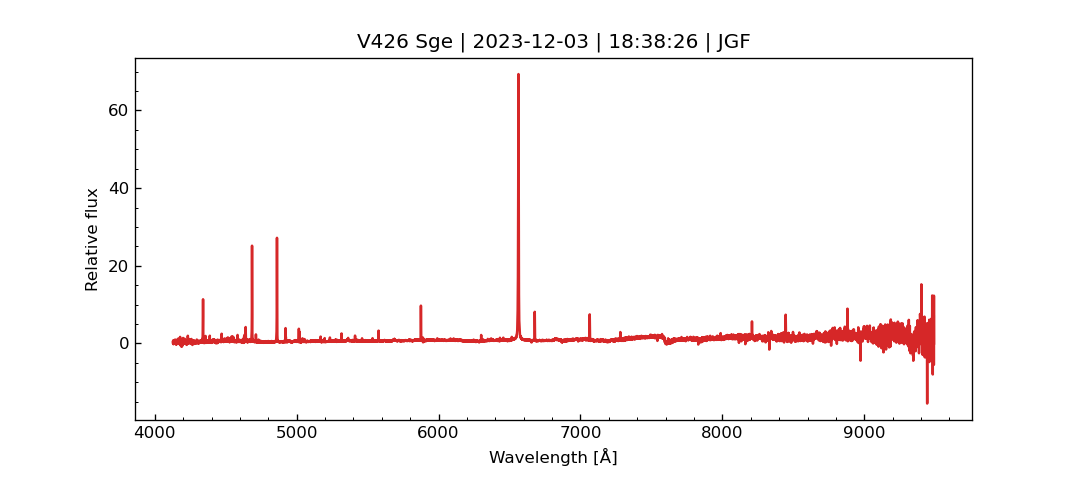 V426 Sge | 2023-12-03 | 18:38:26 | JGF
60
40
20
0
Relative flux
4000 5000 6000 7000 8000 9000
Wavelength [Å]